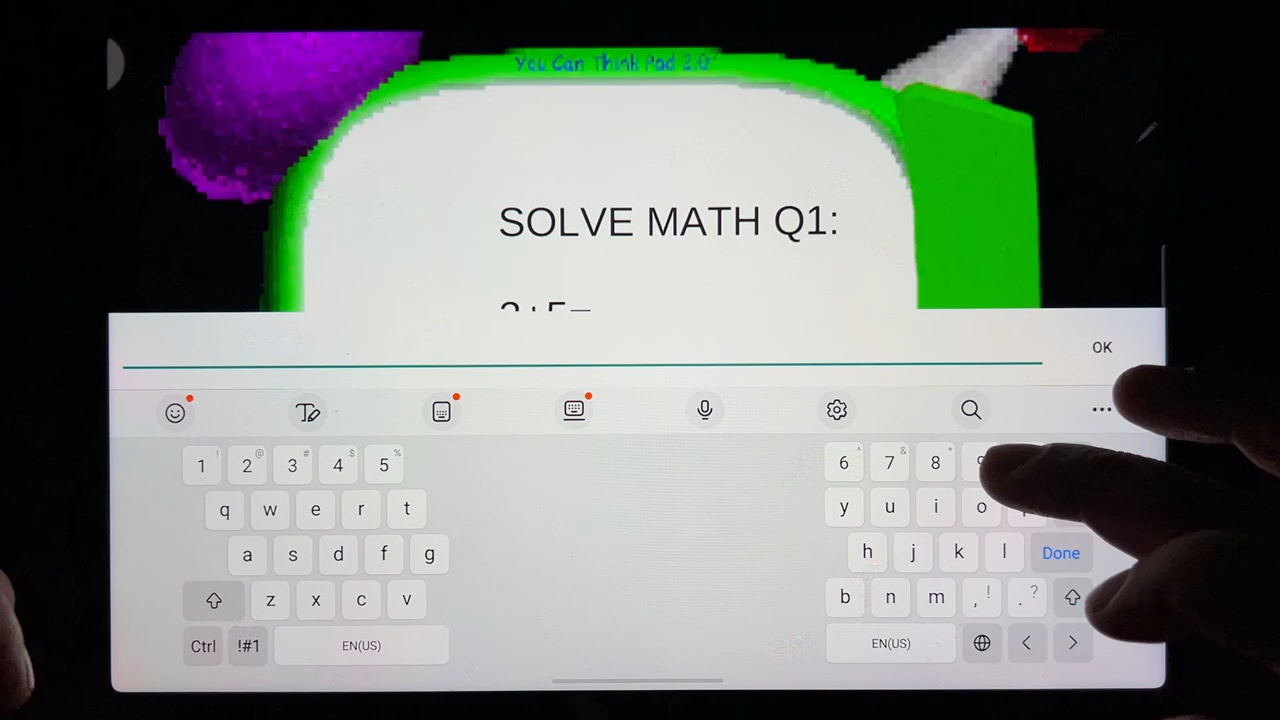 You Can Think Pad 2.0
SOLVE MATH Q1:
OK
! @ # $ % ^ & *
1 2 3 4 5 6 7 8
q w e r t y u i o
a s d f g h j k l Done
z x c v b n m , ! . ?
Ctrl !#1 EN(US) EN(US) < >